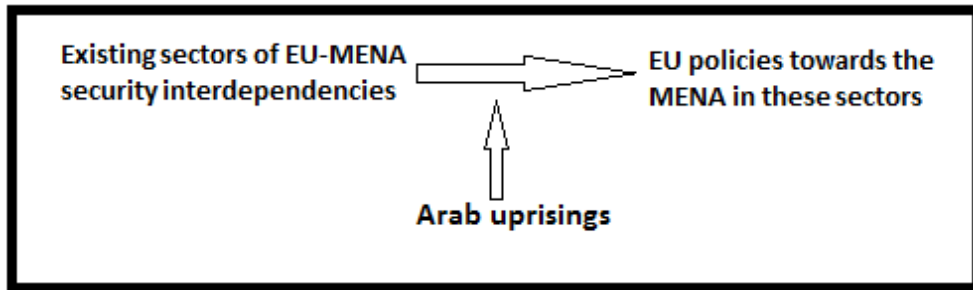 Existing sectors of EU-MENA
security interdependencies
EU policies towards the
MENA in these sectors
Arab uprisings